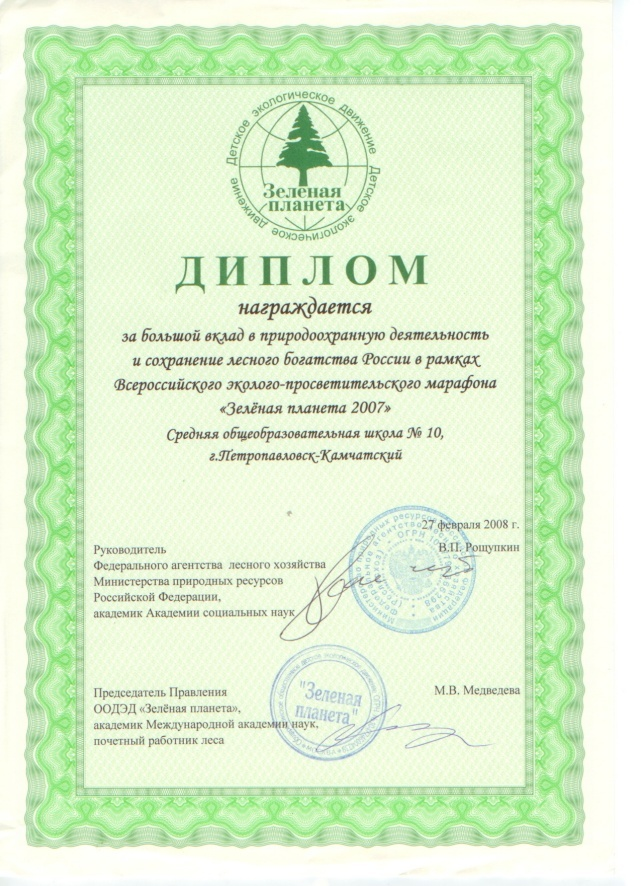 Детское экологическое движение Детское экологическое движение
Зелёная
планета
ДИПЛОМ
награждается
за большой вклад в природоохранную деятельность
и сохранение лесного богатства России в рамках
Всероссийского эколого-просветительского марафона
«Зелёная планета 2007»
Средняя общеобразовательная школа № 10,
г.Петропавловск-Камчатский
27 февраля 2008 г.
Руководитель
В.П. Рощупкин
Федерального агентства лесного хозяйства
Министерства природных ресурсов
Российской Федерации,
академик Академии социальных наук
Председатель Правления
М.В. Медведева
ООДЭД «Зелёная планета»,
академик Международной академии наук,
почетный работник леса
"Зеленая
планета"